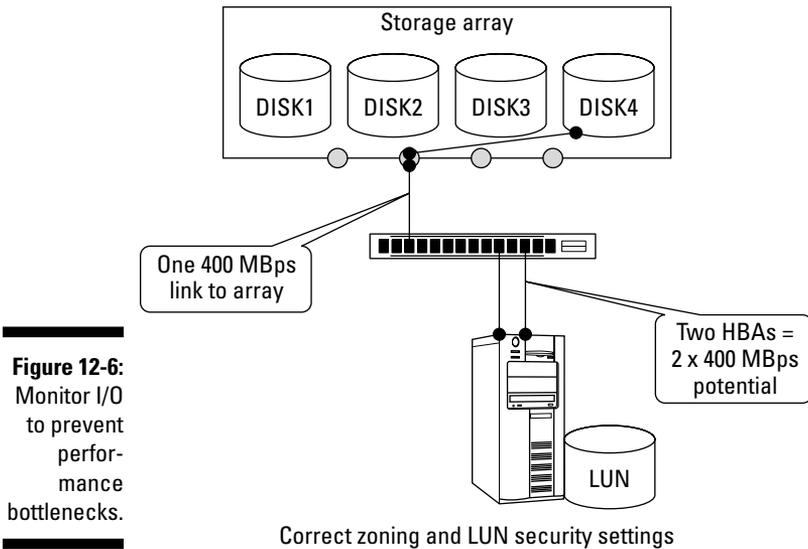 Storage array
DISK1
DISK2
DISK3
DISK4
One 400 MBps
link to array
Two HBAs =
2 x 400 MBps
potential
LUN
Correct zoning and LUN security settings
Figure 12-6:
Monitor I/O
to prevent
perfor-
mance
bottlenecks.